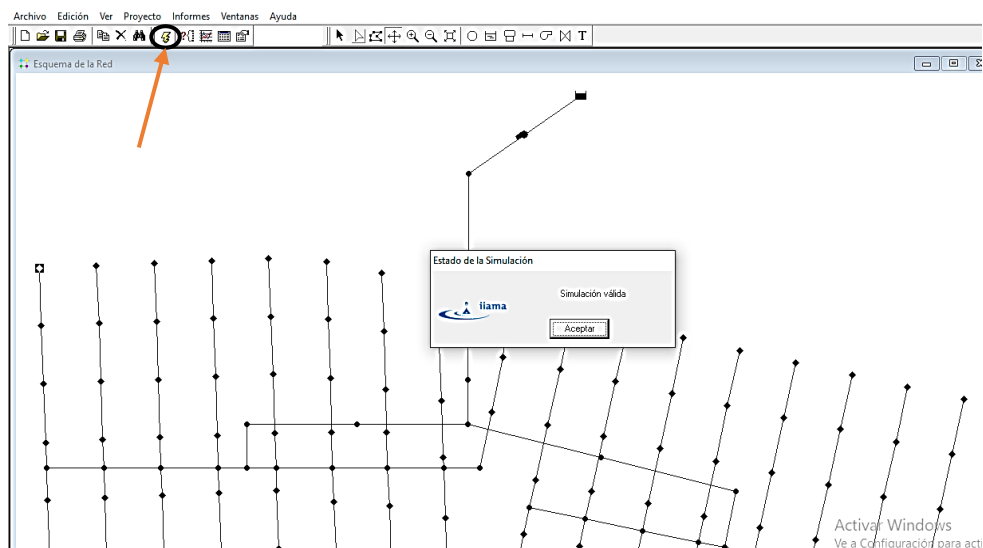 Archivo Edición Ver Proyecto Informes Ventanas Ayuda
T
Esquema de la Red
Estado de la Simulación
iiama
Simulación válida
Aceptar
Activar Windows
Ve a Configuración para acti